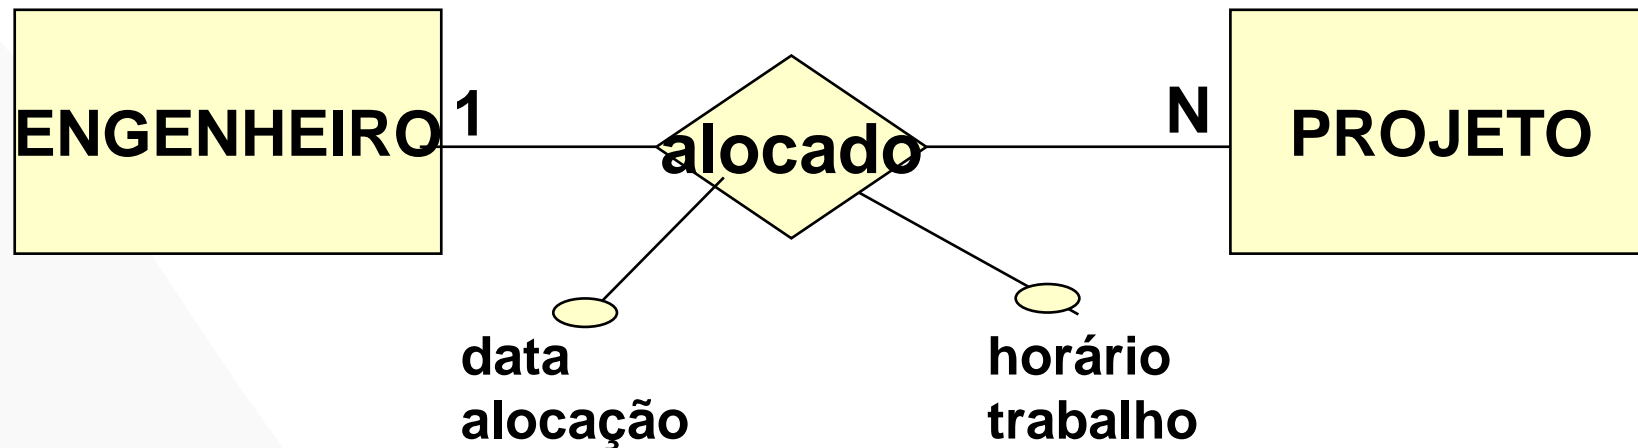 ENGENHEIRO
1
alocado
N
PROJETO
data
alocação
horário
trabalho